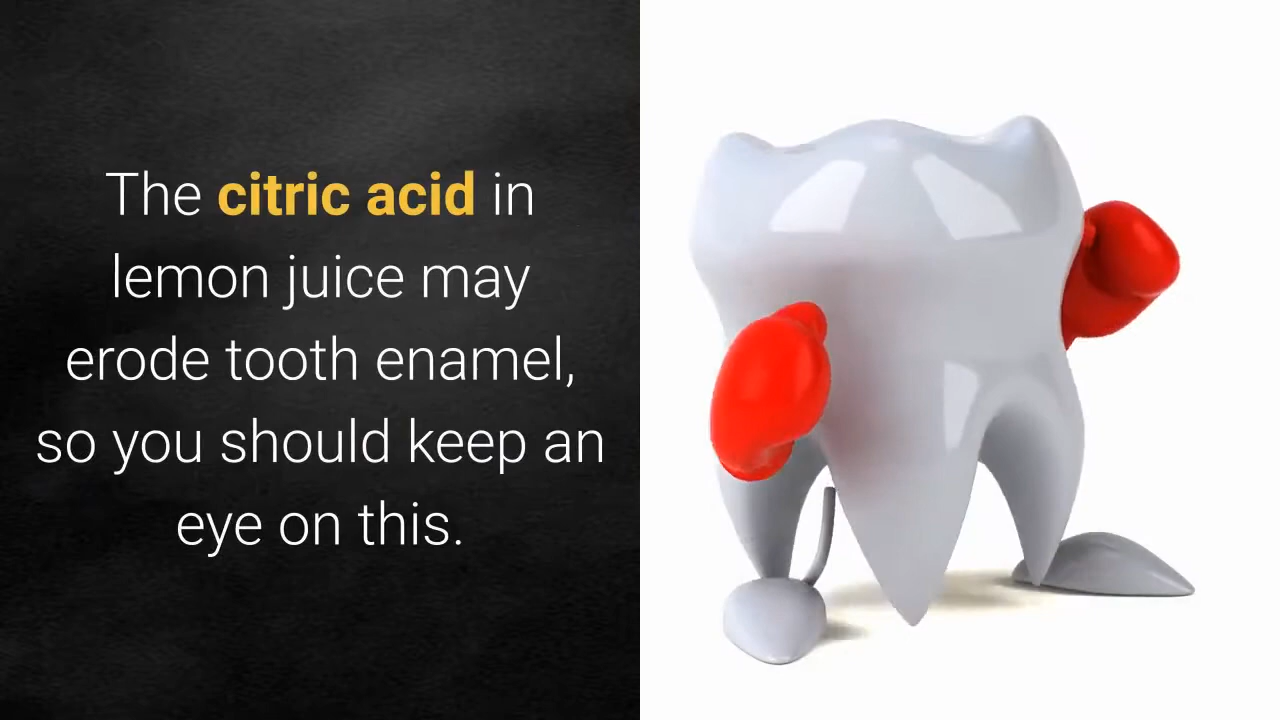 The citric acid in
lemon juice may
erode tooth enamel,
so you should keep an
eye on this.